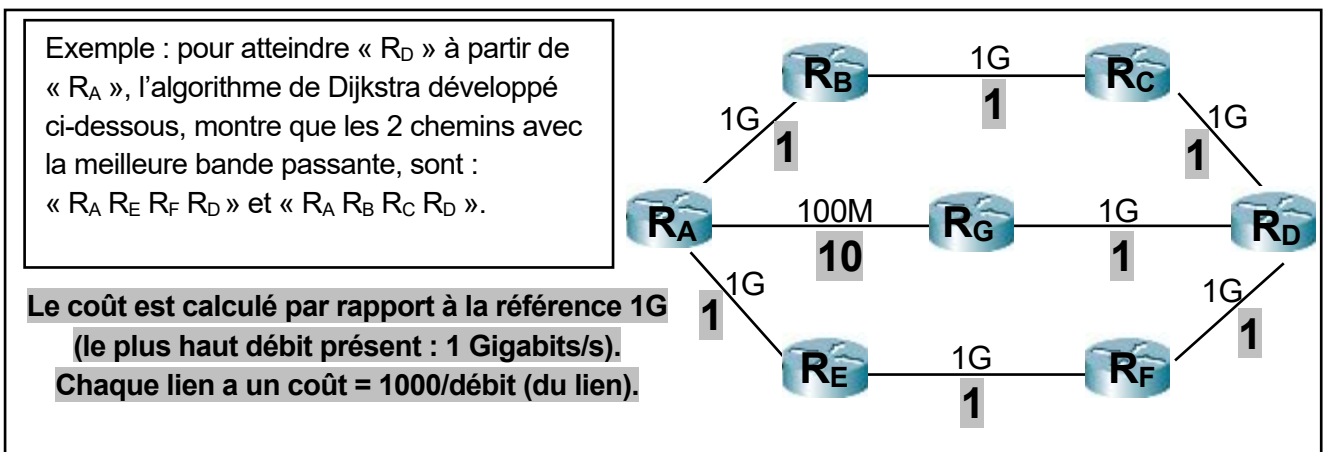 Exemple : pour atteindre « RD » à partir de
« RA », l'algorithme de Dijkstra développé
ci-dessous, montre que les 2 chemins avec
la meilleure bande passante, sont :
« RA RE RF RD » et « RA RB RC RD ».
Le coût est calculé par rapport à la référence 1G
(le plus haut débit présent : 1 Gigabits/s).
Chaque lien a un coût = 1000/débit (du lien).
RB
1G
1
RC
1G
1
1G
1
RA
100M
10
RG
1G
1
RD
1G
1
1G
1
RE
1G
1
RF